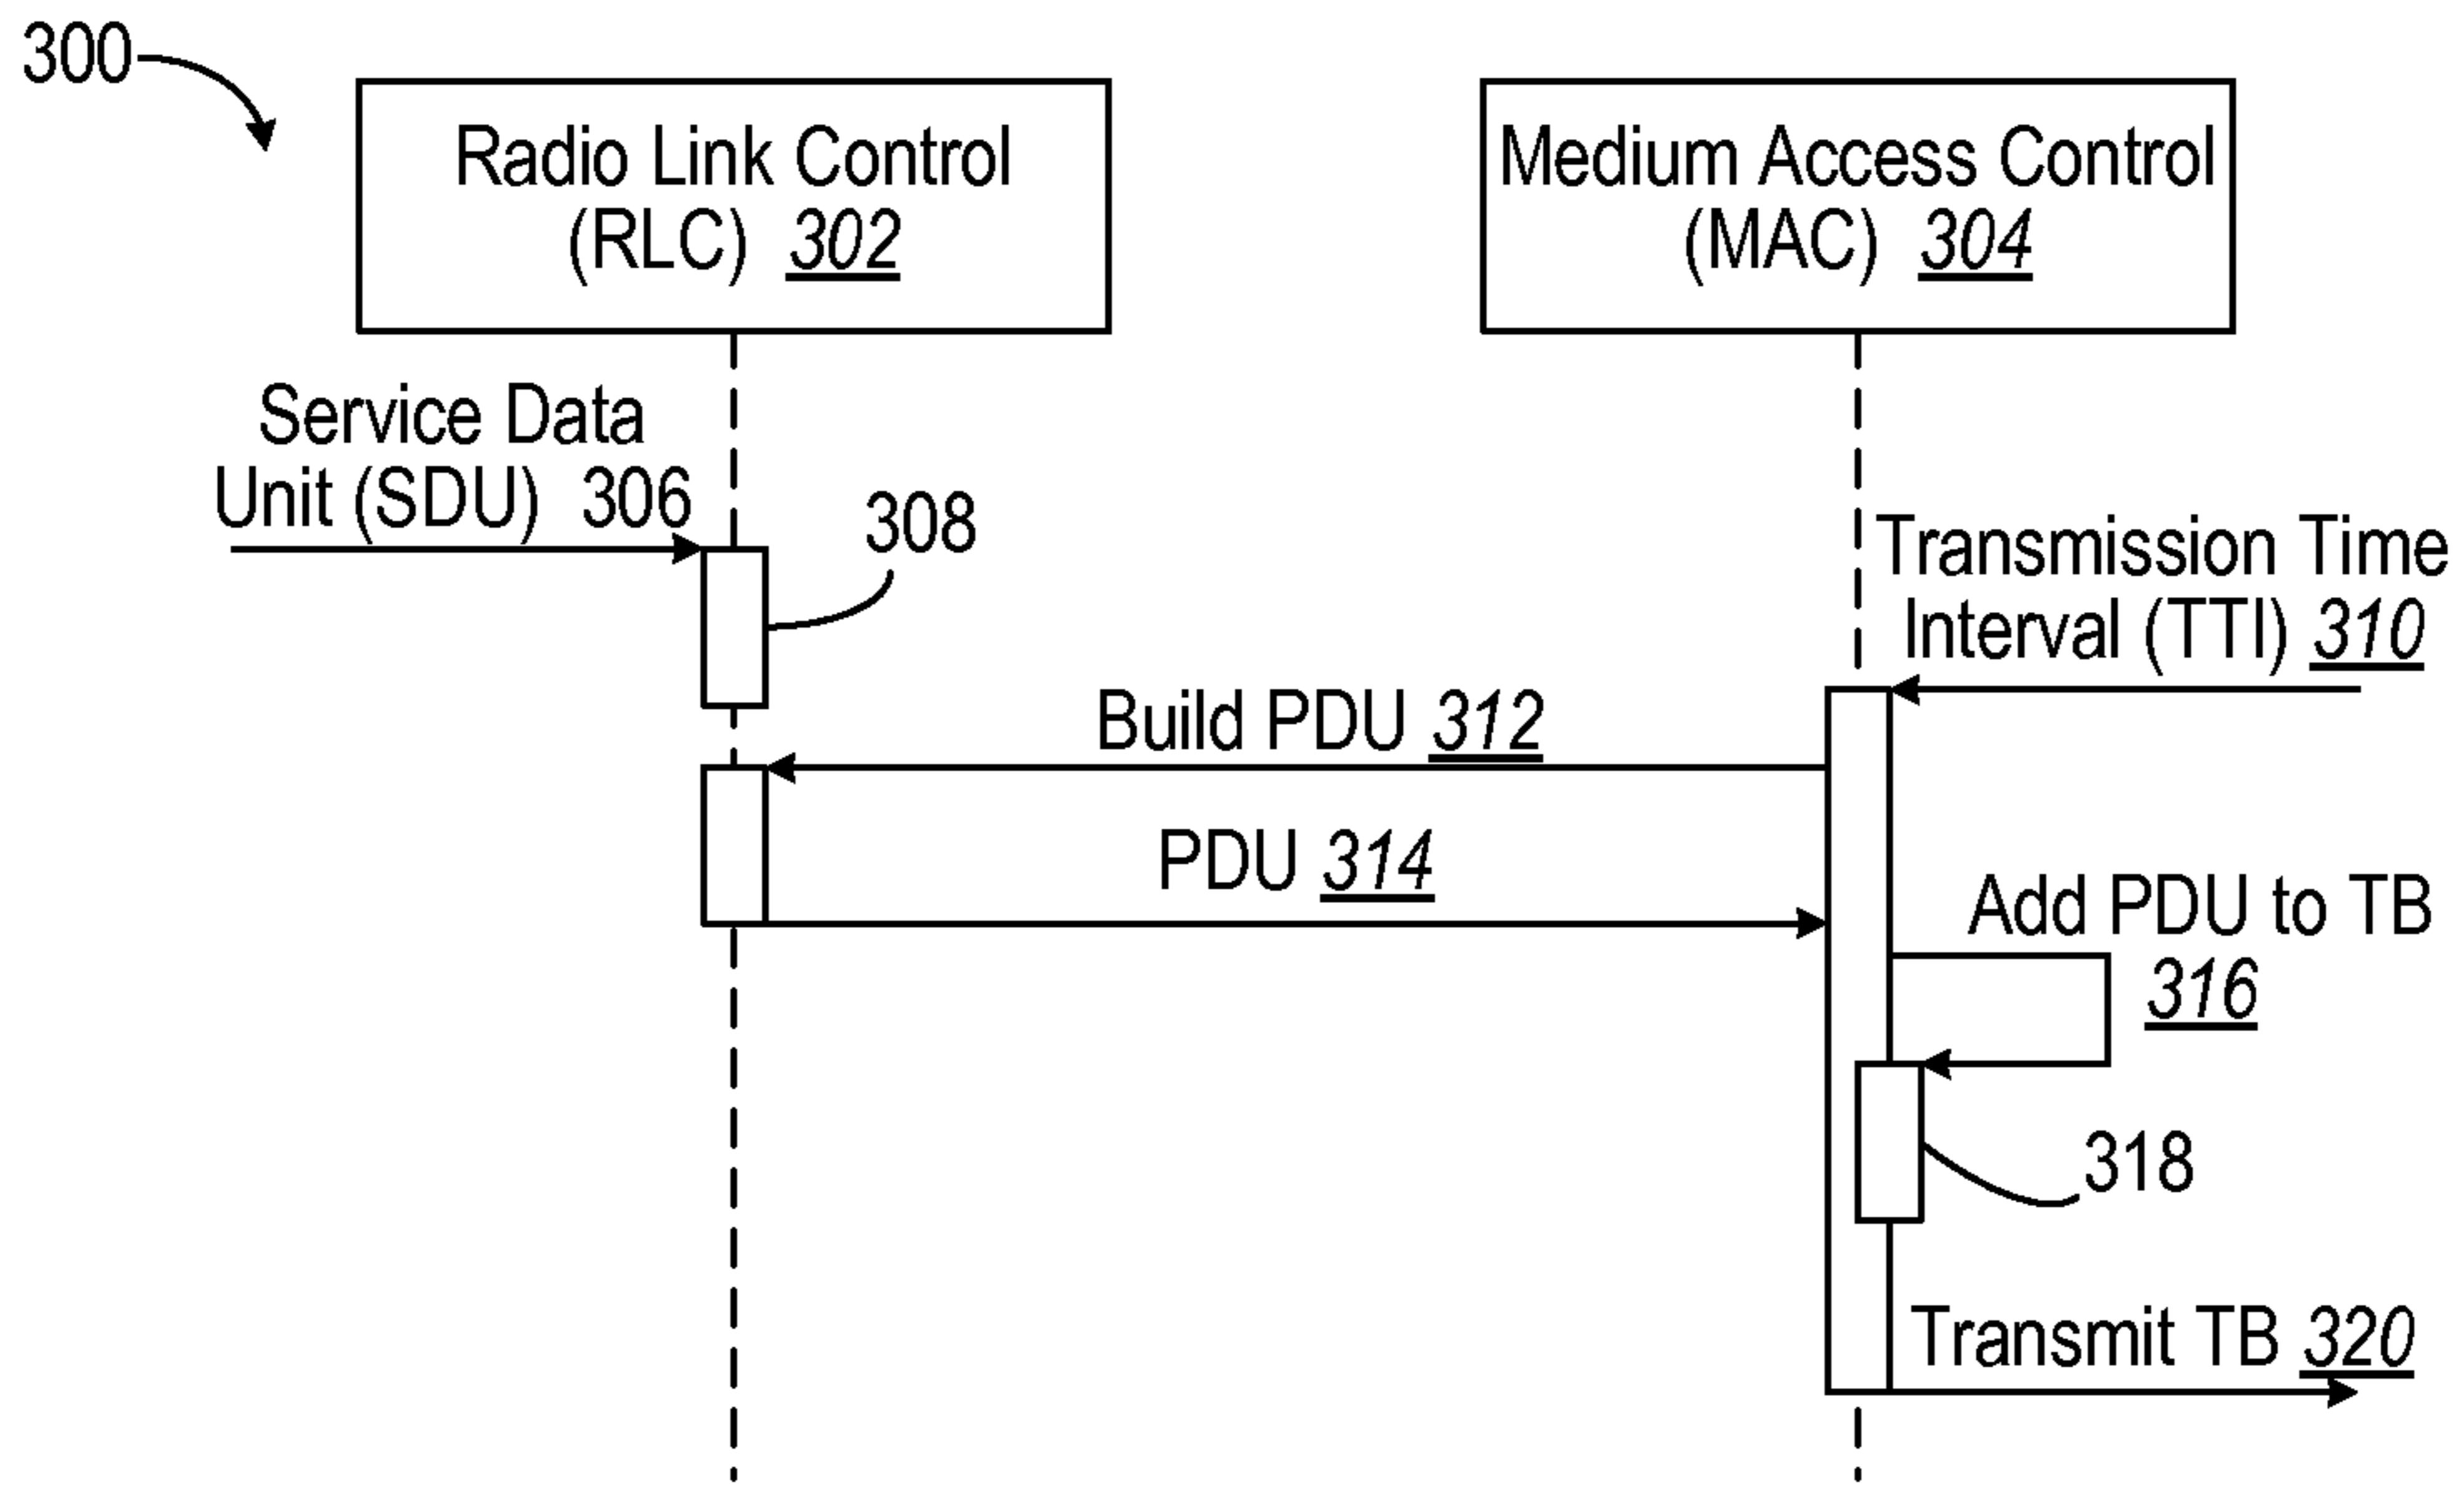 300
Radio Link Control
(RLC) 302
Medium Access Control
(MAC) 304
Service Data
Unit (SDU) 306
308
Transmission Time
Interval (TTI) 310
Build PDU 312
PDU 314
Add PDU to TB
316
318
Transmit TB 320